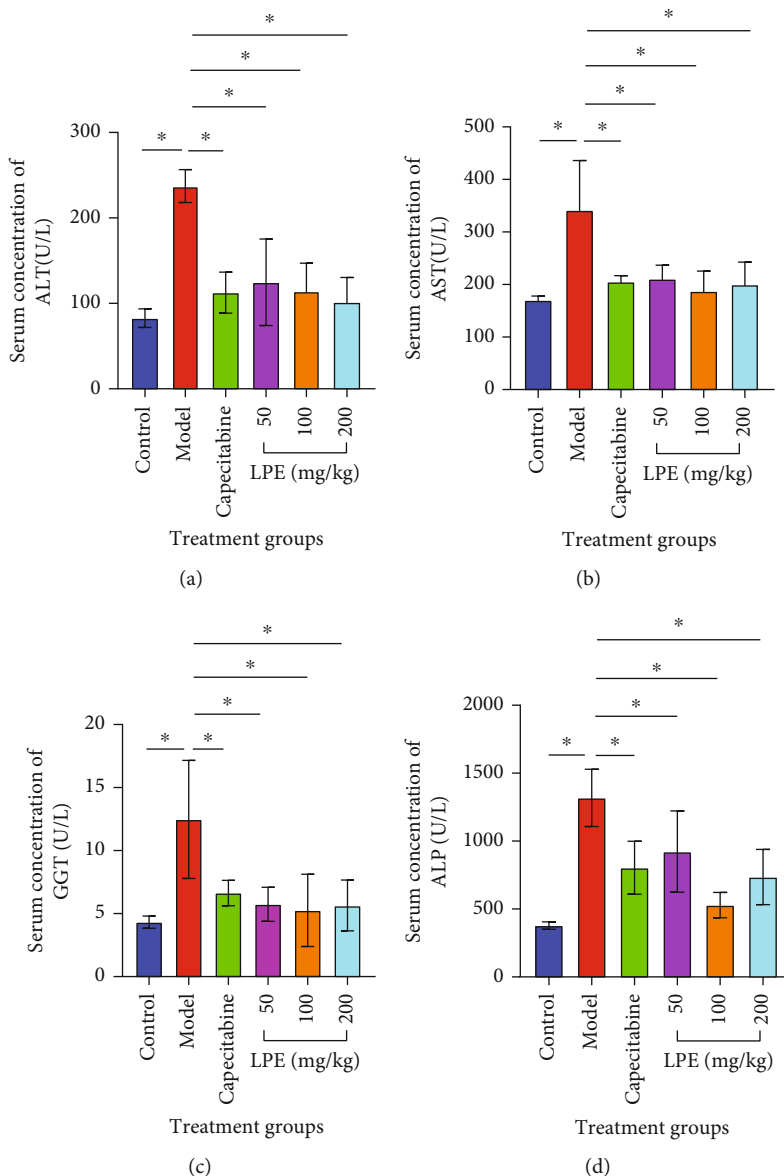 *
*
*
*
*
Serum concentration of
ALT(U/L)
300
200
100
0
Control
Model
Capecitabine
50
100
200
LPE (mg/kg)
Treatment groups
(a)
*
*
*
*
*
Serum concentration of
AST(U/L)
500
400
300
200
100
0
Control
Model
Capecitabine
50
100
200
LPE (mg/kg)
Treatment groups
(b)
*
*
*
*
*
Serum concentration of
GGT (U/L)
20
15
10
5
0
Control
Model
Capecitabine
50
100
200
LPE (mg/kg)
Treatment groups
(c)
*
*
*
*
*
Serum concentration of
ALP (U/L)
2000
1500
1000
500
0
Control
Model
Capecitabine
50
100
200
LPE (mg/kg)
Treatment groups
(d)